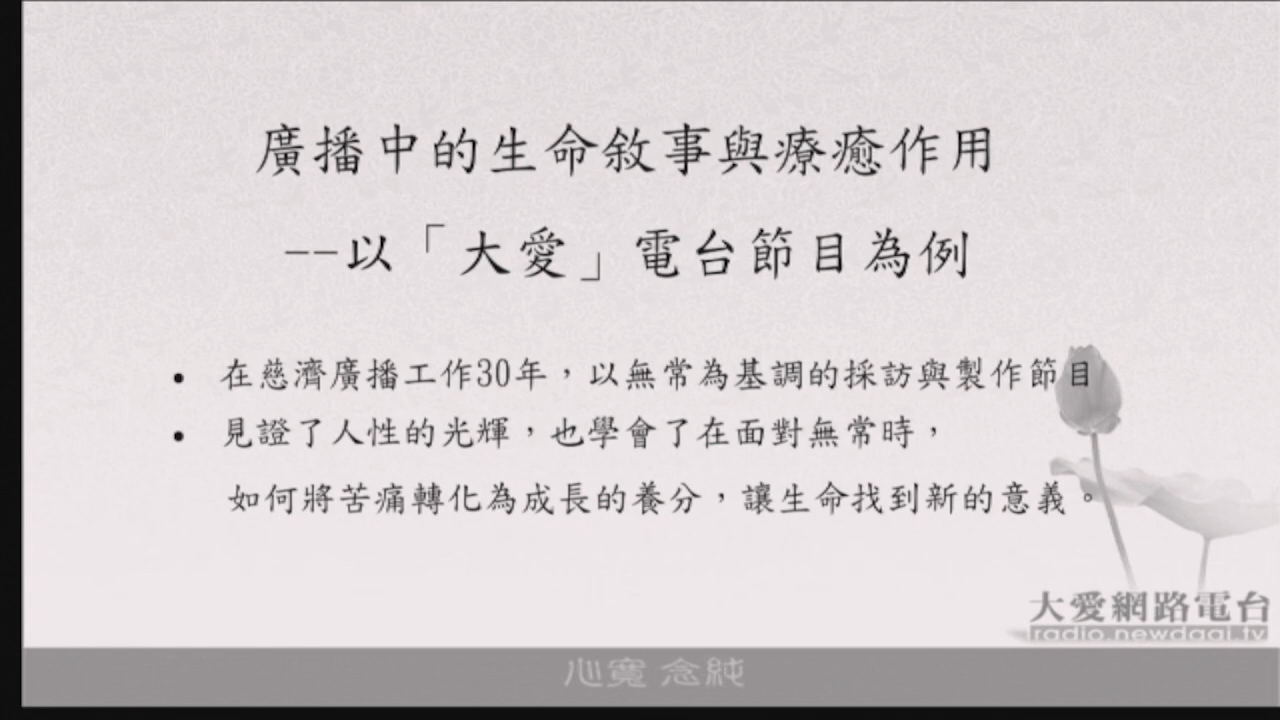 廣播中的生命敘事與療癒作用
--以「大愛」電台節目為例
• 在慈濟廣播工作30年，以無常為基調的採訪與製作節目
• 見證了人性的光輝，也學會了在面對無常時，
如何將苦痛轉化為成長的養分，讓生命找到新的意義。
大愛網路電台
radio.newdaai.tv
心寬 念純